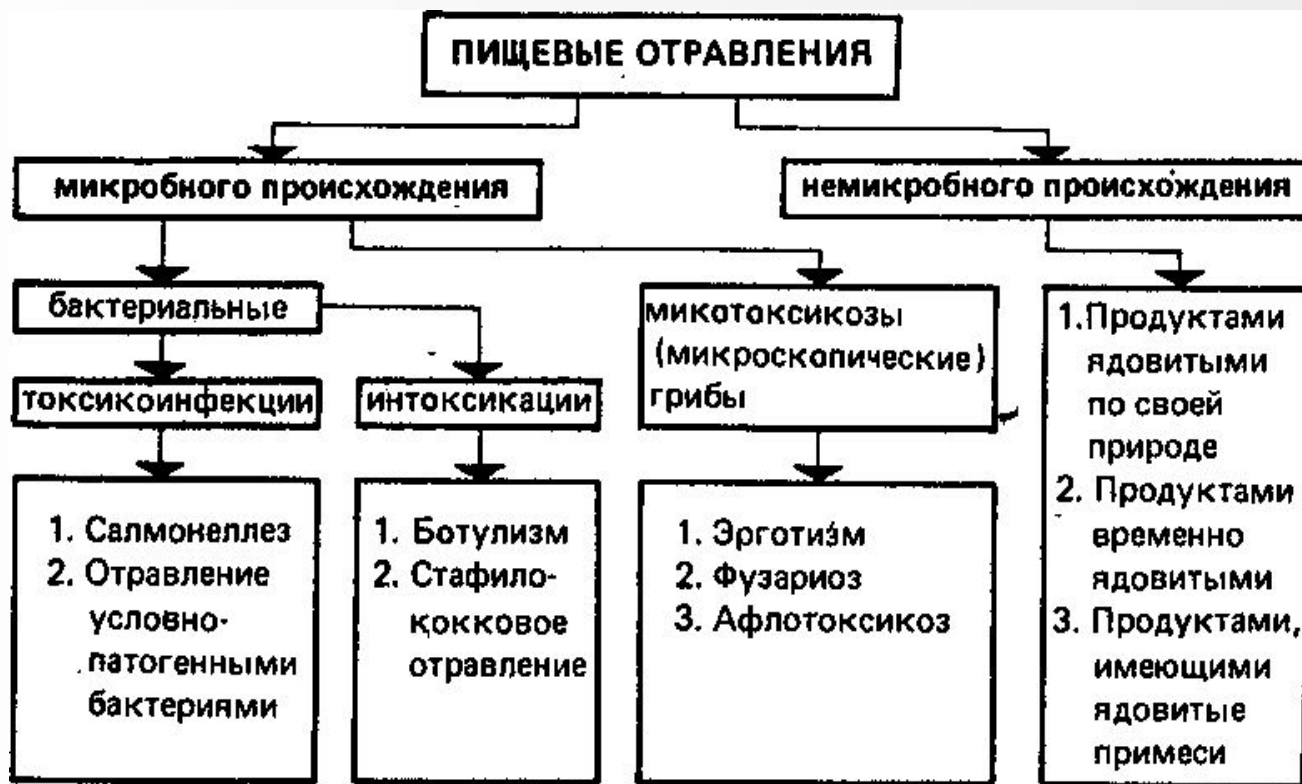 ПИЩЕВЫЕ ОТРАВЛЕНИЯ
микробного происхождения
немикробного происхождения
бактериальные
токсикоинфекции
интоксикации
микотоксикозы
(микроскопические)
грибы
1. Салмонеллез
2. Отравление
условно-
патогенными
бактериями
1. Ботулизм
2. Стафило-
кокковое
отравление
1. Эрготизм
2. Фузариоз
3. Афлотоксикоз
1.Продуктами
ядовитыми
по своей
природе
2. Продуктами
временно
ядовитыми
3. Продуктами,
имеющими
ядовитые
примеси